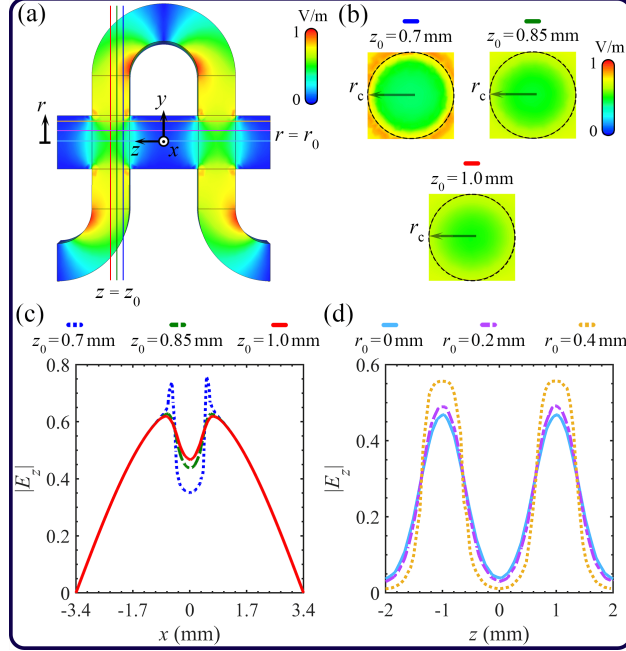 (a)
V/m
1
0
r
y
z
x
r = r0
z = z0
(b)
z0 = 0.7 mm
z0 = 0.85 mm
V/m
1
0
rc
rc
z0 = 1.0 mm
rc
(c)
z0 = 0.7 mm z0 = 0.85 mm z0 = 1.0 mm
0.8
0.6
0.4
0.2
0
|Ez|
-3.4 -1.7 0 1.7 3.4
x (mm)
(d)
r0 = 0 mm r0 = 0.2 mm r0 = 0.4 mm
0.6
0.4
0.2
0
|Ez|
-2 -1 0 1 2
z (mm)